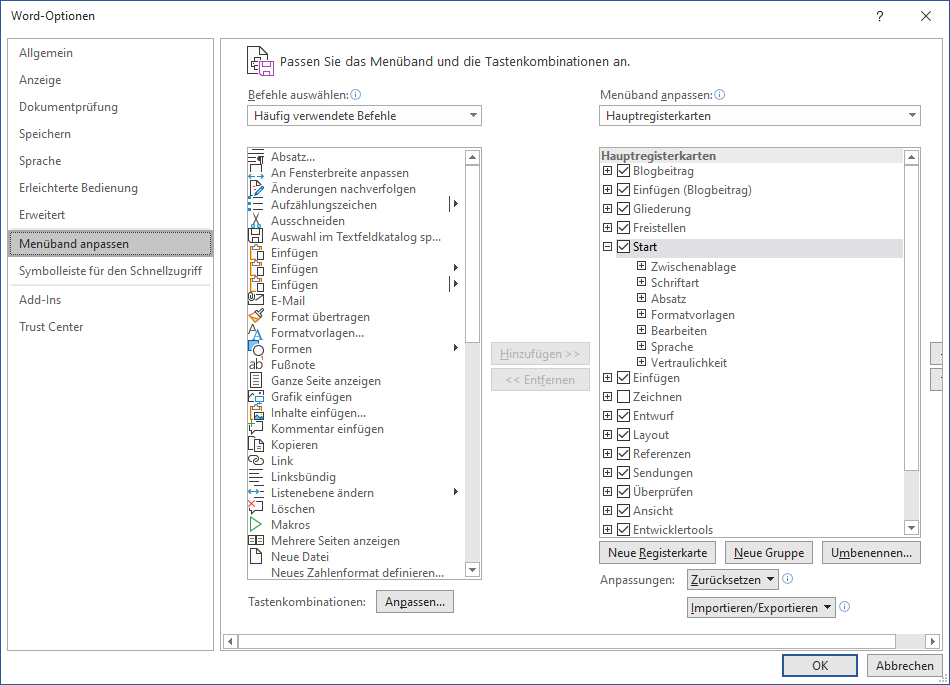 Word-Optionen
?
Allgemein
Anzeige
Dokumentprüfung
Speichern
Sprache
Erleichterte Bedienung
Erweitert
Menüband anpassen
Symbolleiste für den Schnellzugriff
Add-Ins
Trust Center
Passen Sie das Menüband und die Tastenkombinationen an.
Befehle auswählen:
Häufig verwendete Befehle
Absatz...
An Fensterbreite anpassen
Änderungen nachverfolgen
Aufzählungszeichen
Ausschneiden
Auswahl im Textfeldkatalog sp...
Einfügen
Einfügen
Einfügen
E-Mail
Format übertragen
Formatvorlagen...
Formen
Fußnote
Ganze Seite anzeigen
Grafik einfügen
Inhalte einfügen...
Kommentar einfügen
Kopieren
Link
Linksbündig
Listenebene ändern
Löschen
Makros
Mehrere Seiten anzeigen
Neue Datei
Neues Zahlenformat definieren...
Tastenkombinationen: Anpassen...
Hinzufügen >>
<< Entfernen
Menüband anpassen:
Hauptregisterkarten
Hauptregisterkarten
Blogbeitrag
Einfügen (Blogbeitrag)
Gliederung
Freistellen
Start
Zwischenablage
Schriftart
Absatz
Formatvorlagen
Bearbeiten
Sprache
Vertraulichkeit
Einfügen
Zeichnen
Entwurf
Layout
Referenzen
Sendungen
Überprüfen
Ansicht
Entwicklertools
Neue Registerkarte Neue Gruppe Umbenennen...
Anpassungen: Zurücksetzen
Importieren/Exportieren
OK Abbrechen